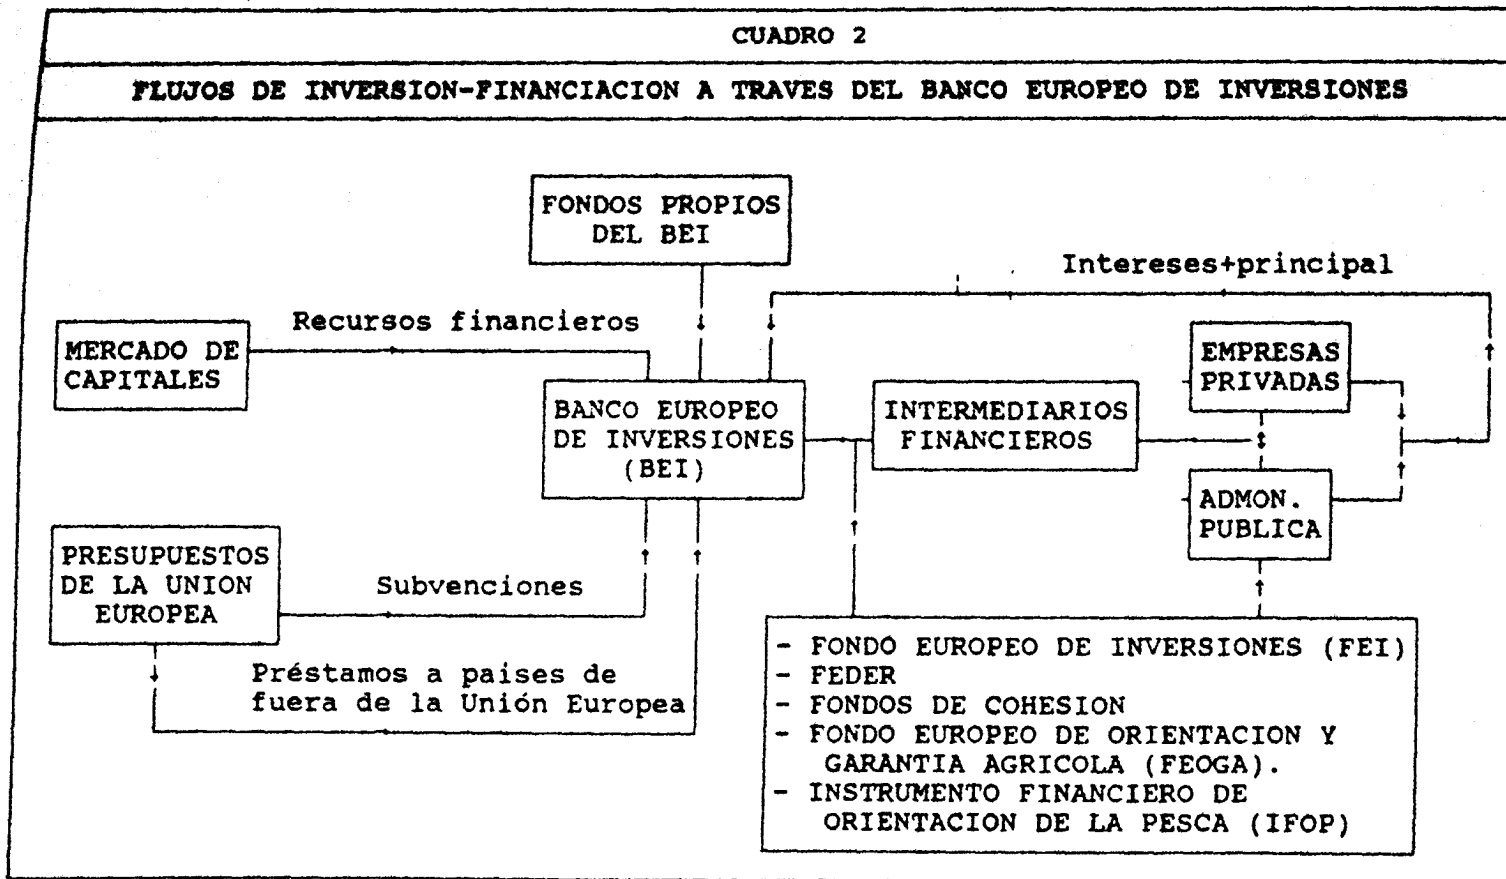 CUADRO 2
FLUJOS DE INVERSION-FINANCIACION A TRAVES DEL BANCO EUROPEO DE INVERSIONES
FONDOS PROPIOS
DEL BEI
Intereses+principal
Recursos financieros
MERCADO DE
CAPITALES
EMPRESAS
PRIVADAS
BANCO EUROPEO
DE INVERSIONES
(BEI)
INTERMEDIARIOS
FINANCIEROS
ADMON.
PUBLICA
PRESUPUESTOS
DE LA UNION
EUROPEA
Subvenciones
Préstamos a paises de
fuera de la Unión Europea
- FONDO EUROPEO DE INVERSIONES (FEI)
- FEDER
- FONDOS DE COHESION
- FONDO EUROPEO DE ORIENTACION Y
GARANTIA AGRICOLA (FEOGA).
- INSTRUMENTO FINANCIERO DE
ORIENTACION DE LA PESCA (IFOP)